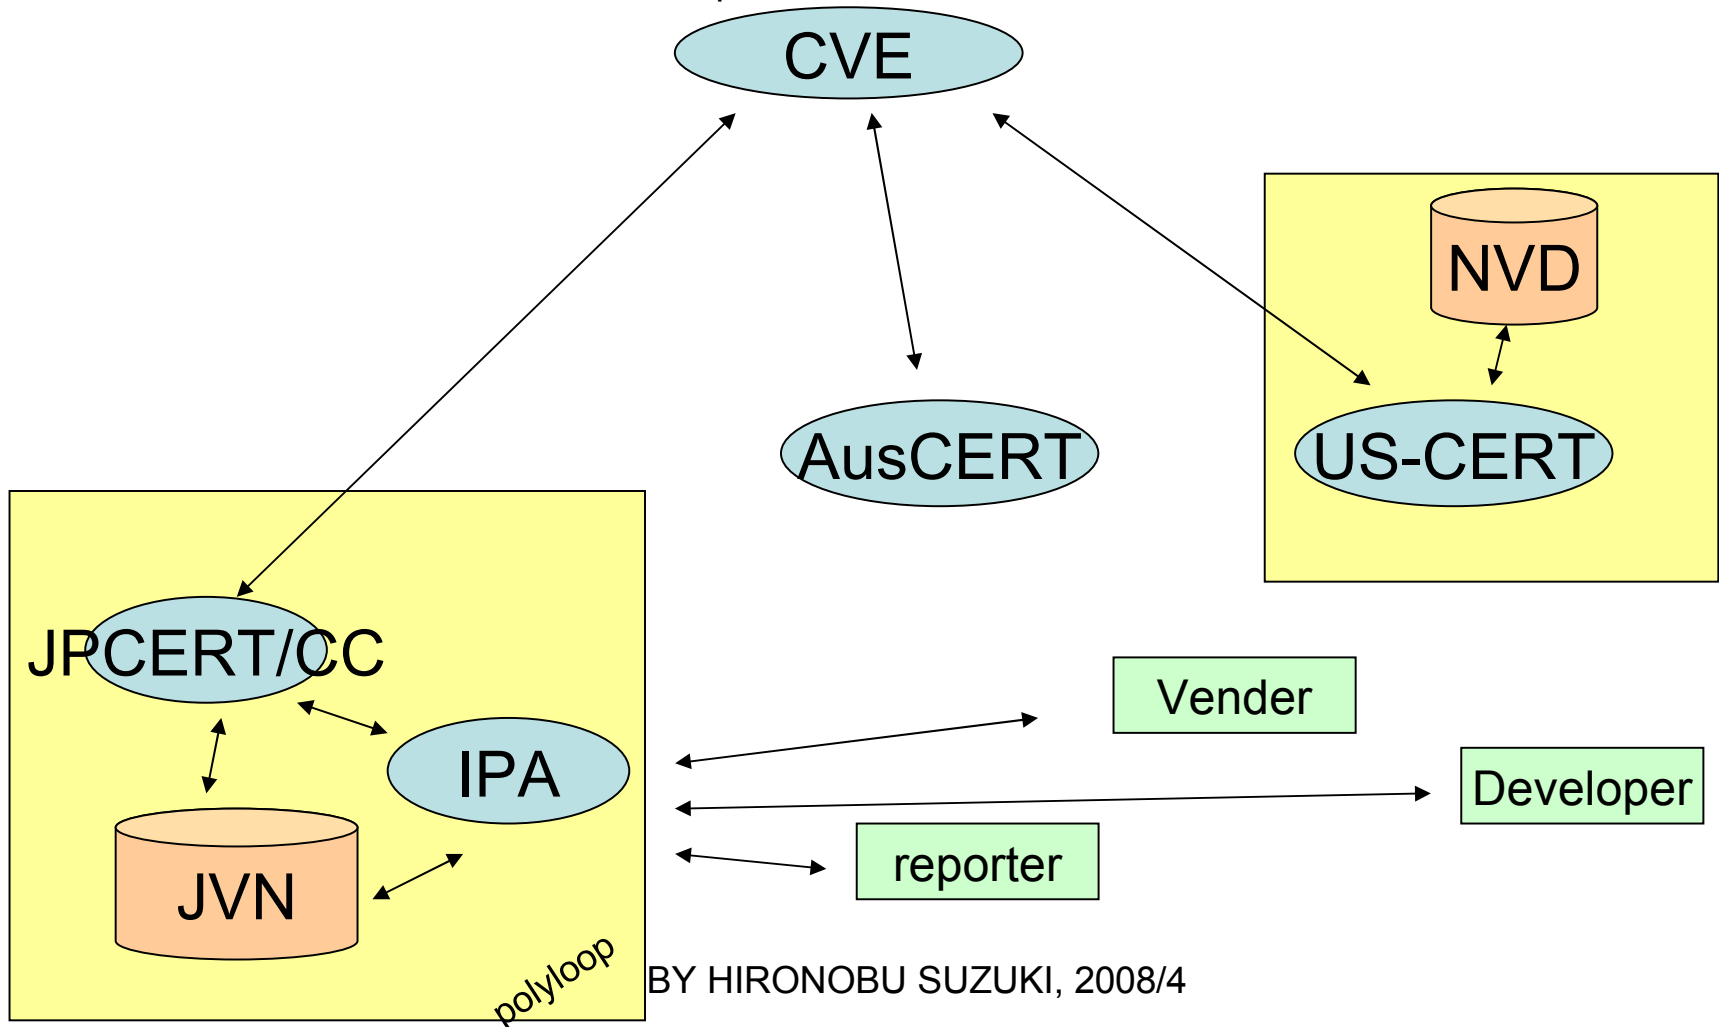 CVE
NVD
AusCERT
US-CERT
JPCERT/CC
Vender
IPA
Developer
reporter
JVN
polyloop
BY HIRONOBU SUZUKI, 2008/4